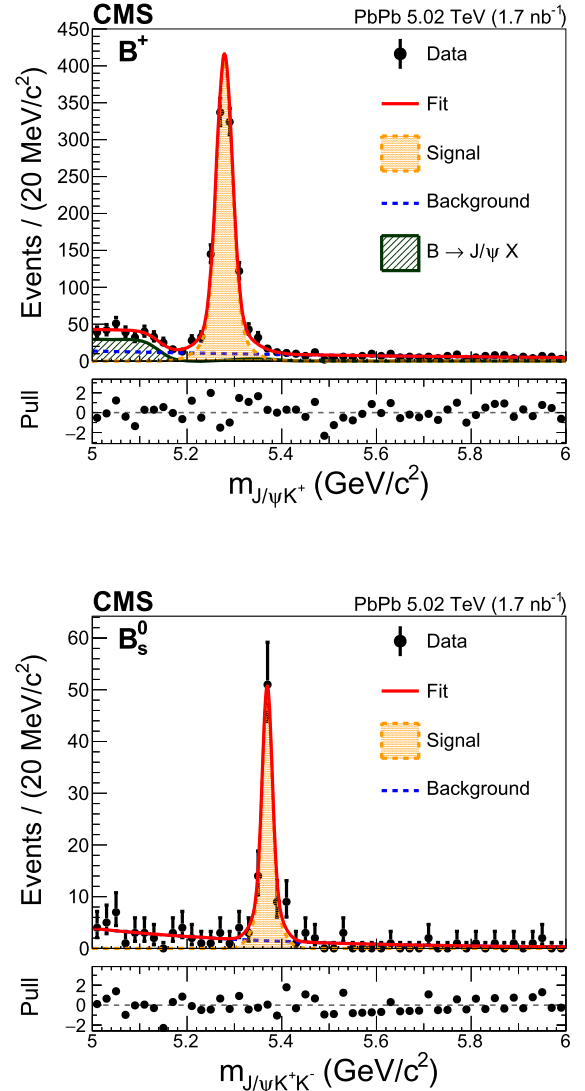 CMS PbPb 5.02 TeV (1.7 nb⁻¹)
B⁺
Data
Fit
Signal
Background
B → J/ψ X
Events / (20 MeV/c²)
450
400
350
300
250
200
150
100
50
0
Pull
2
0
−2
5 5.2 5.4 5.6 5.8 6
m_{J/ψK⁺} (GeV/c²)
CMS PbPb 5.02 TeV (1.7 nb⁻¹)
B_s^0
Data
Fit
Signal
Background
Events / (20 MeV/c²)
60
50
40
30
20
10
0
Pull
2
0
−2
5 5.2 5.4 5.6 5.8 6
m_{J/ψK⁺K⁻} (GeV/c²)